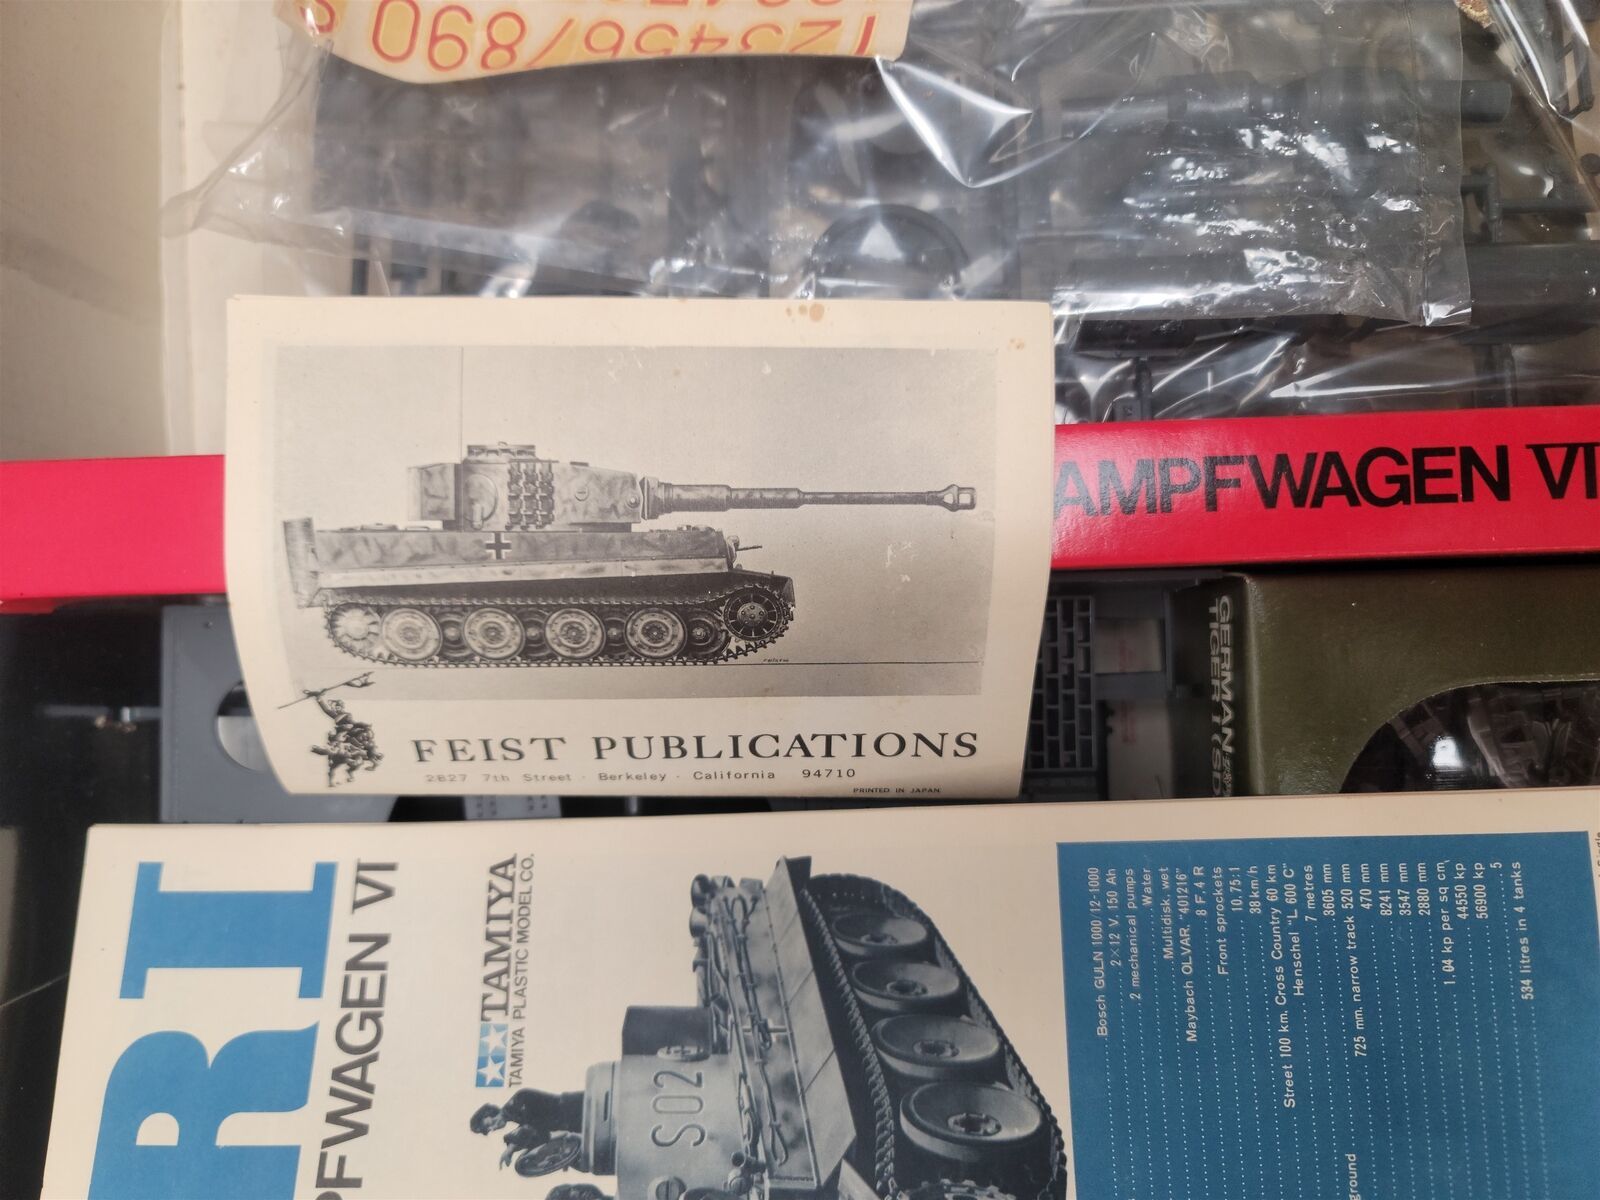 1234567890
AMPFWAGEN VI
FEIST PUBLICATIONS
2827 7th Street · Berkeley · California 94710
PRINTED IN JAPAN
GERMAN
TIGER I (SD
RI
PFWAGEN VI
TAMIYA
TAMIYA PLASTIC MODEL CO.
S02
Bosch GULN 1000/12-1000
2×12 V. 150 Ah
2 mechanical pumps
Water
Multidisk. wet
Maybach OLVAR, "401216"
8 F. 4 R
Front sprockets
10. 75:1
38 km/h
Street 100 km. Cross Country 60 km
Henschel "L 600 C"
7 metres
3605 mm
725 mm. narrow track 520 mm
470 mm
8241 mm
3547 mm
2880 mm
1. 04 kp per sq cm
44550 kp
56900 kp
5
534 litres in 4 tanks
ground